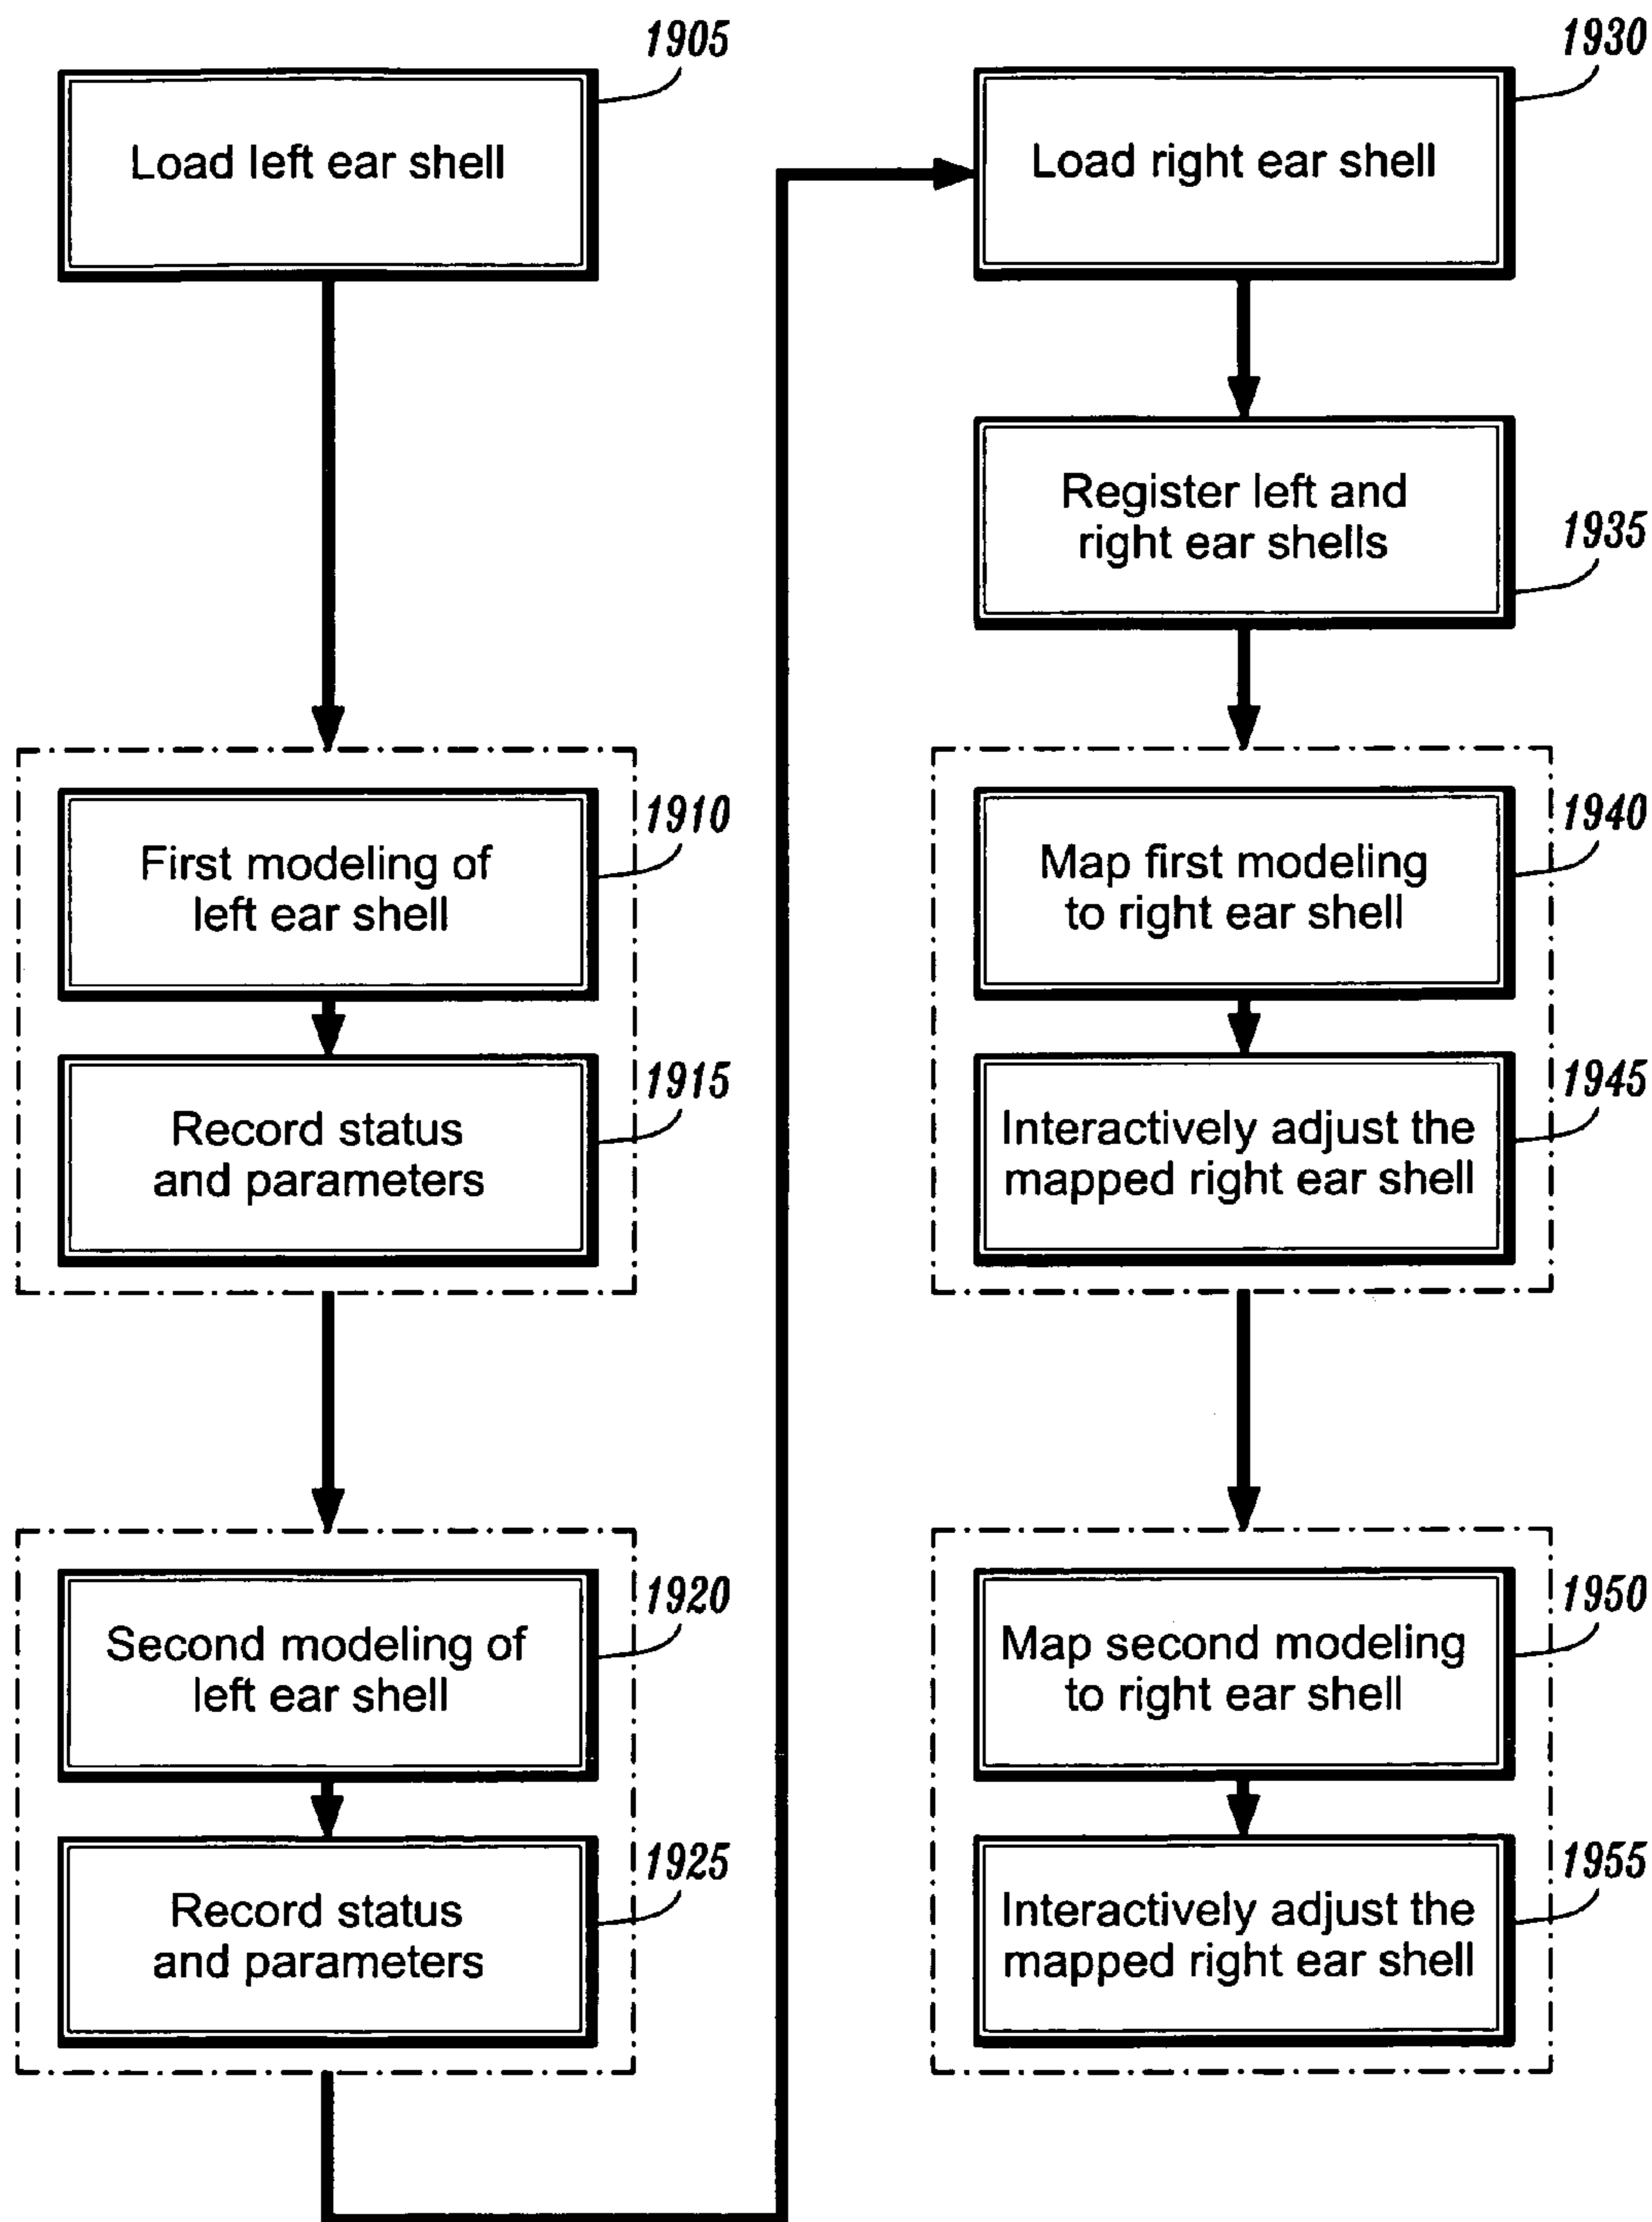 1905
Load left ear shell
1910
First modeling of
left ear shell
1915
Record status
and parameters
1920
Second modeling of
left ear shell
1925
Record status
and parameters
1930
Load right ear shell
Register left and
right ear shells
1935
1940
Map first modeling
to right ear shell
1945
Interactively adjust the
mapped right ear shell
1950
Map second modeling
to right ear shell
1955
Interactively adjust the
mapped right ear shell